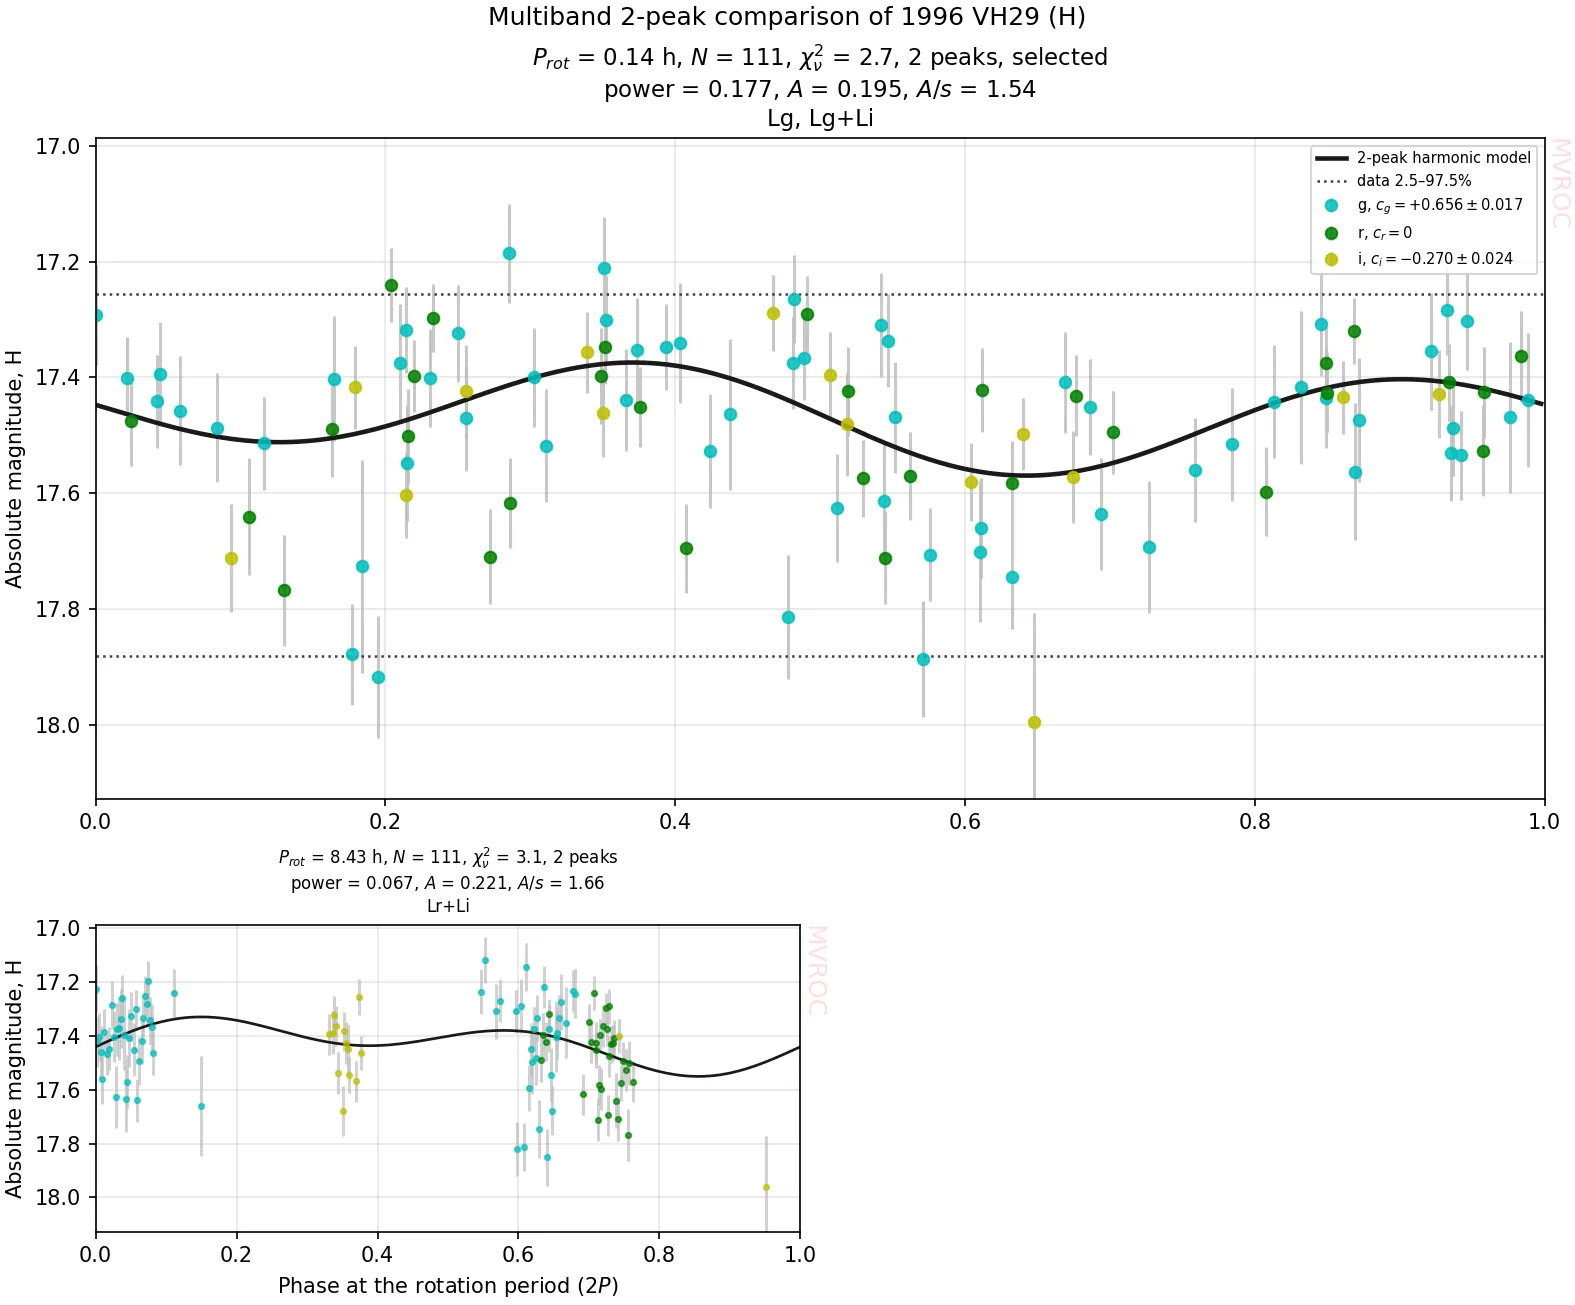 Multiband 2-peak comparison of 1996 VH29 (H)
P_rot = 0.14 h, N = 111, χ²_ν = 2.7, 2 peaks, selected
power = 0.177, A = 0.195, A/s = 1.54
Lg, Lg+Li
Absolute magnitude, H
17.0
17.2
17.4
17.6
17.8
18.0
2-peak harmonic model
data 2.5–97.5%
g, c_g = +0.656 ± 0.017
r, c_r = 0
i, c_i = −0.270 ± 0.024
MVROC
0.0 0.2 0.4 0.6 0.8 1.0
P_rot = 8.43 h, N = 111, χ²_ν = 3.1, 2 peaks
power = 0.067, A = 0.221, A/s = 1.66
Lr+Li
Absolute magnitude, H
17.0
17.2
17.4
17.6
17.8
18.0
MVROC
0.0 0.2 0.4 0.6 0.8 1.0
Phase at the rotation period (2P)